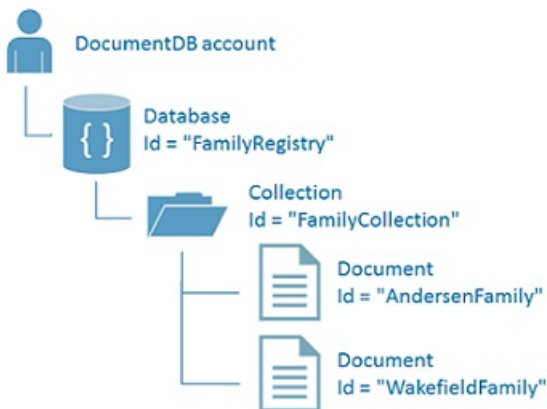 DocumentDB account
Database
{ }
Id = "FamilyRegistry"
Collection
Id = "FamilyCollection"
Document
Id = "AndersenFamily"
Document
Id = "WakefieldFamily"